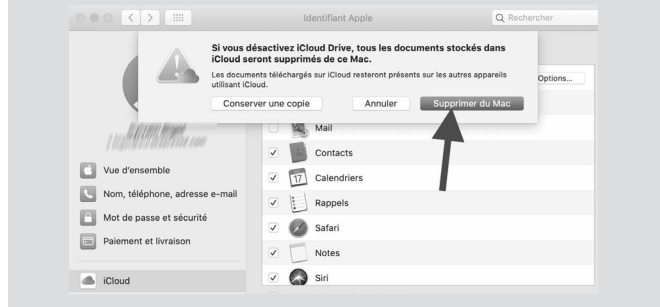 Identifiant Apple
Rechercher
Si vous désactivez iCloud Drive, tous les documents stockés dans
iCloud seront supprimés de ce Mac.
Les documents téléchargés sur iCloud resteront présents sur les autres appareils
utilisant iCloud.
Conserver une copie
Annuler
Supprimer du Mac
Options...
Mail
Contacts
17
Calendriers
Rappels
Safari
Notes
Siri
Vue d'ensemble
Nom, téléphone, adresse e-mail
Mot de passe et sécurité
Paiement et livraison
iCloud